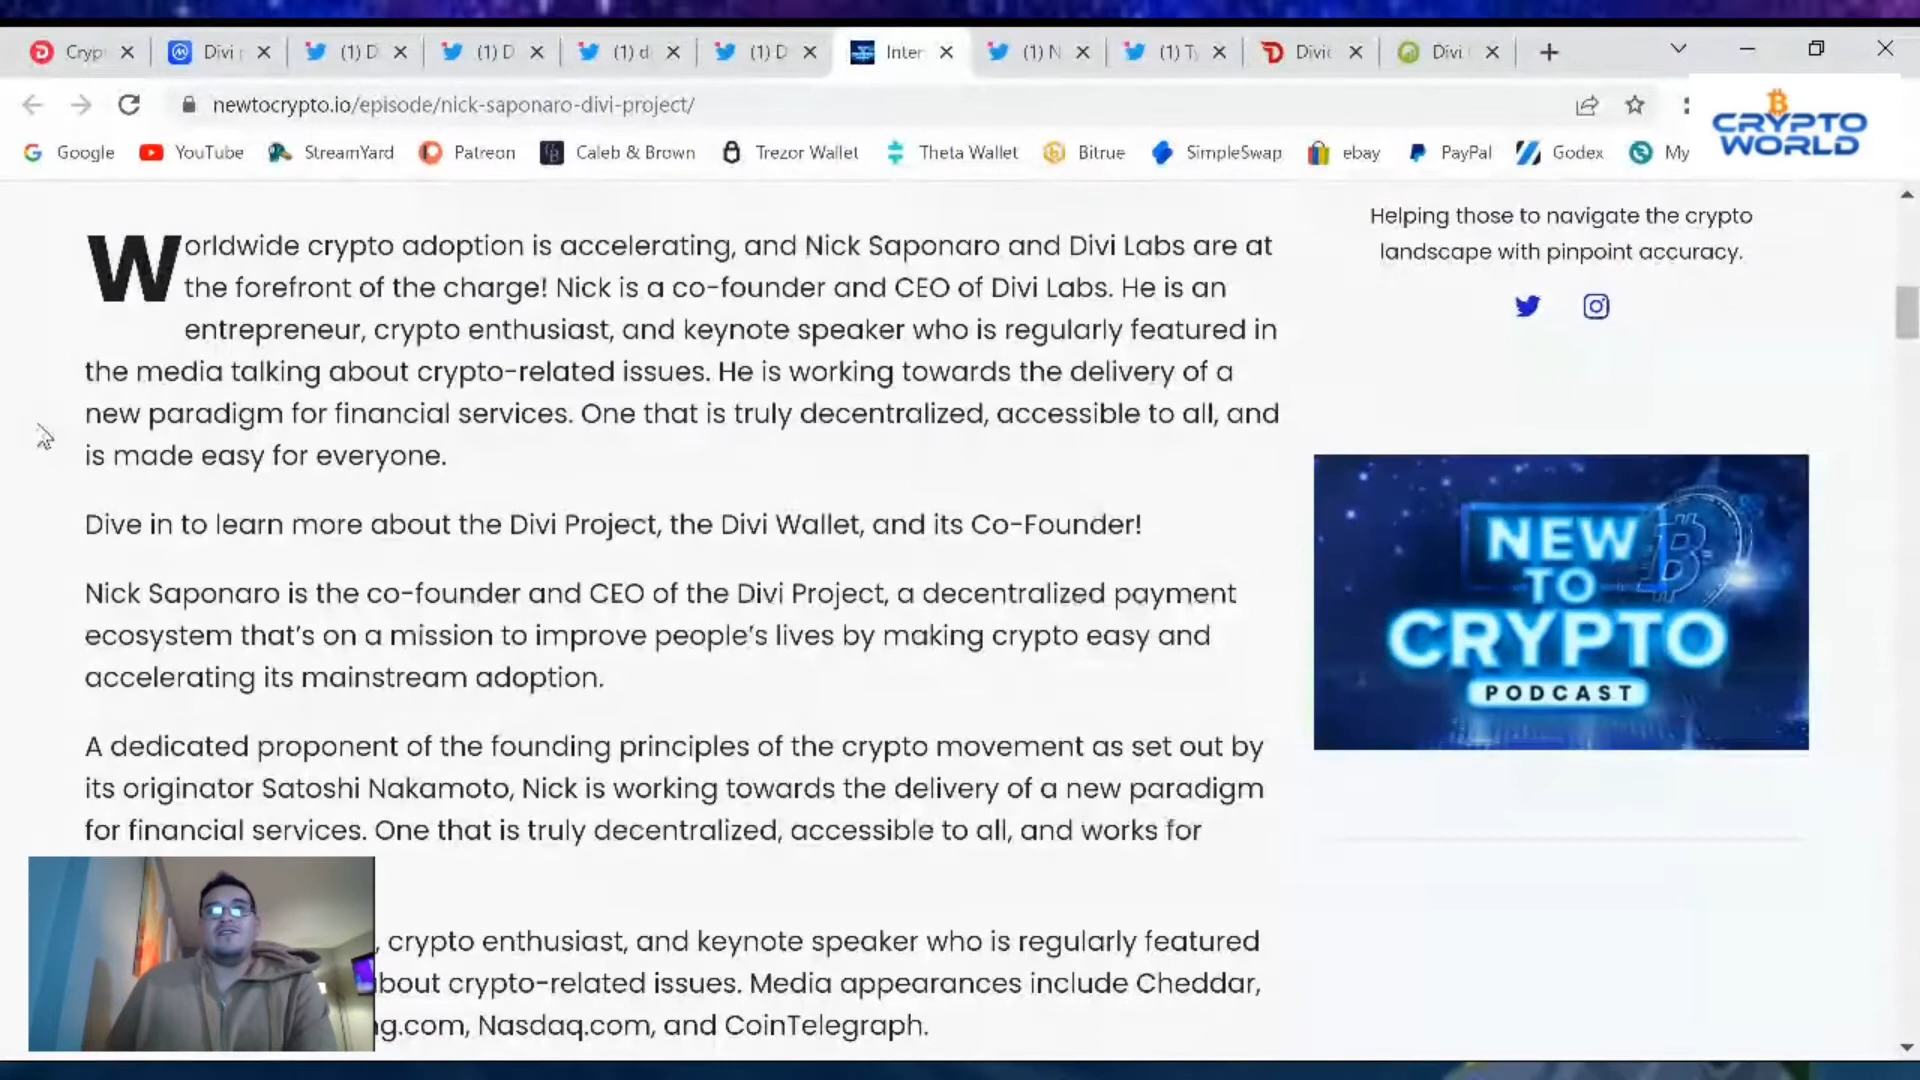 Cryp
Divi
(1) D
(1) D
(1) d
(1) D
Inter
(1) N
(1) T
Divic
Divi
newtocrypto.io/episode/nick-saponaro-divi-project/
CRYPTO
WORLD
Google
YouTube
StreamYard
Patreon
Caleb & Brown
Trezor Wallet
Theta Wallet
Bitrue
SimpleSwap
ebay
PayPal
Godex
My
Worldwide crypto adoption is accelerating, and Nick Saponaro and Divi Labs are at
the forefront of the charge! Nick is a co-founder and CEO of Divi Labs. He is an
entrepreneur, crypto enthusiast, and keynote speaker who is regularly featured in
the media talking about crypto-related issues. He is working towards the delivery of a
new paradigm for financial services. One that is truly decentralized, accessible to all, and
is made easy for everyone.
Dive in to learn more about the Divi Project, the Divi Wallet, and its Co-Founder!
Nick Saponaro is the co-founder and CEO of the Divi Project, a decentralized payment
ecosystem that's on a mission to improve people's lives by making crypto easy and
accelerating its mainstream adoption.
A dedicated proponent of the founding principles of the crypto movement as set out by
its originator Satoshi Nakamoto, Nick is working towards the delivery of a new paradigm
for financial services. One that is truly decentralized, accessible to all, and works for
, crypto enthusiast, and keynote speaker who is regularly featured
bout crypto-related issues. Media appearances include Cheddar,
g.com, Nasdaq.com, and CoinTelegraph.
Helping those to navigate the crypto
landscape with pinpoint accuracy.
NEW
TO
CRYPTO
PODCAST